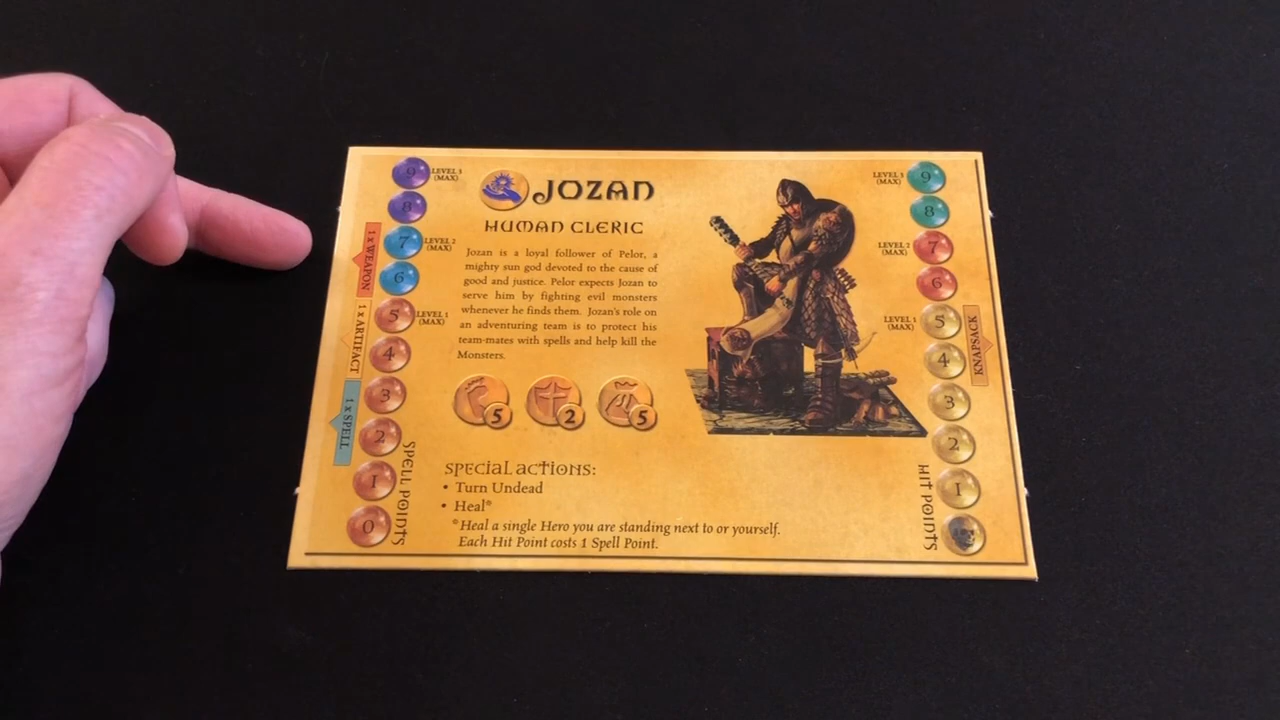 JOZAN
HUMAN CLERIC
Jozan is a loyal follower of Pelor, a
mighty sun god devoted to the cause of
good and justice. Pelor expects Jozan to
serve him by fighting evil monsters
whenever he finds them. Jozan's role on
an adventuring team is to protect his
team-mates with spells and help kill the
Monsters.
5 2 5
SPECIAL ACTIONS:
• Turn Undead
• Heal*
*Heal a single Hero you are standing next to or yourself.
Each Hit Point costs 1 Spell Point.
1 x WEAPON
1 x ARTIFACT
1 x SPELL
9 LEVEL 3
(MAX)
8
7 LEVEL 2
(MAX)
6
5 LEVEL 1
(MAX)
4
3
2
1
0
SPELL POINTS
LEVEL 3 9
(MAX)
8
LEVEL 2 7
(MAX)
6
LEVEL 1 5
(MAX)
4
3
2
1
HIT POINTS
KNAPSACK